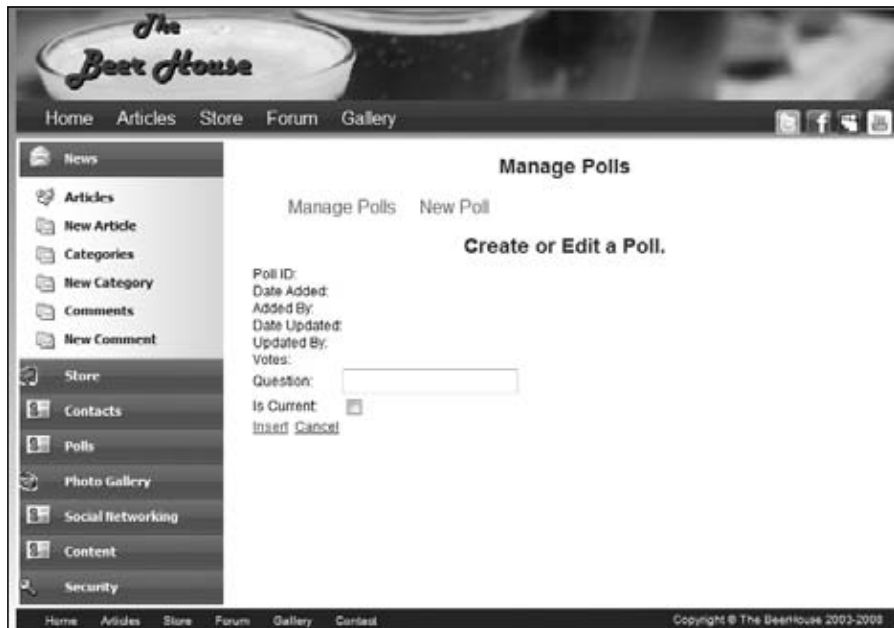 The
Beer House
Home Articles Store Forum Gallery
News
Articles
New Article
Categories
New Category
Comments
New Comment
Store
Contacts
Polls
Photo Gallery
Social Networking
Content
Security
Manage Polls
Manage Polls New Poll
Create or Edit a Poll.
Poll ID:
Date Added:
Added By:
Date Updated:
Updated By:
Votes:
Question:
Is Current:
Insert Cancel
Home Articles Store Forum Gallery Contact
Copyright © The BeerHouse 2003-2008